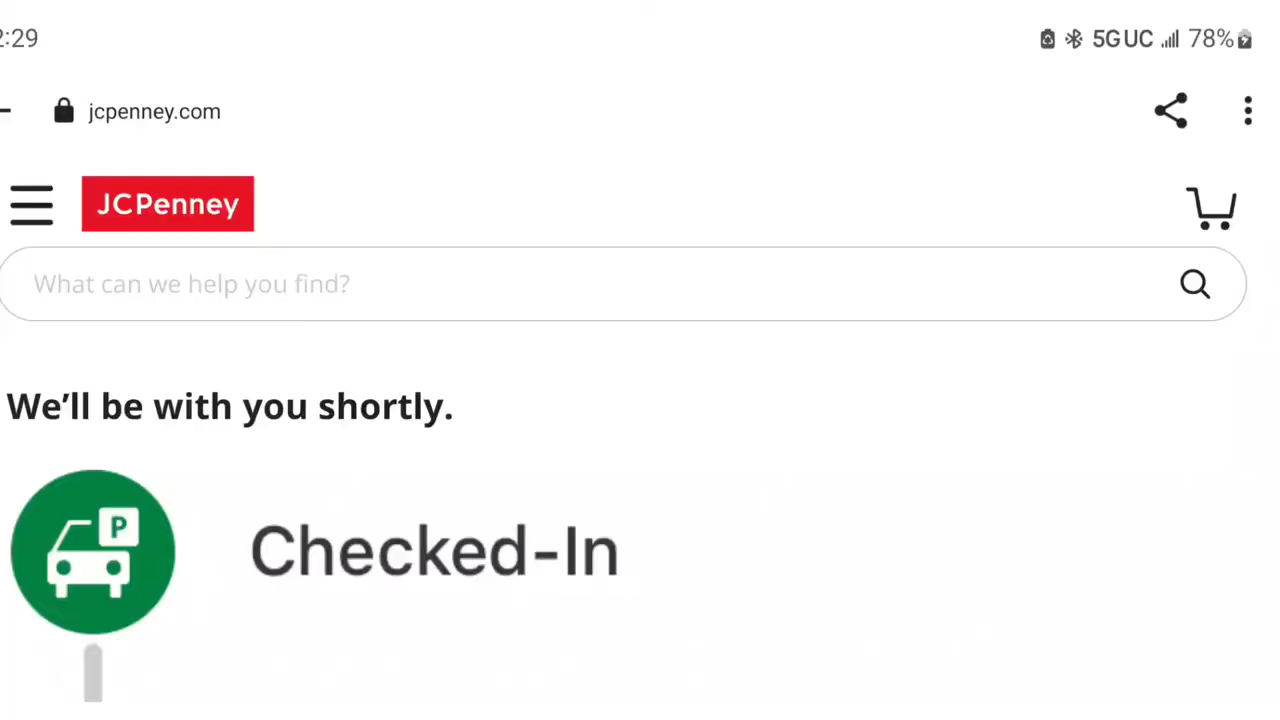 2:29 5G UC 78%
jcpenney.com
JCPenney
What can we help you find?
We'll be with you shortly.
P
Checked-In